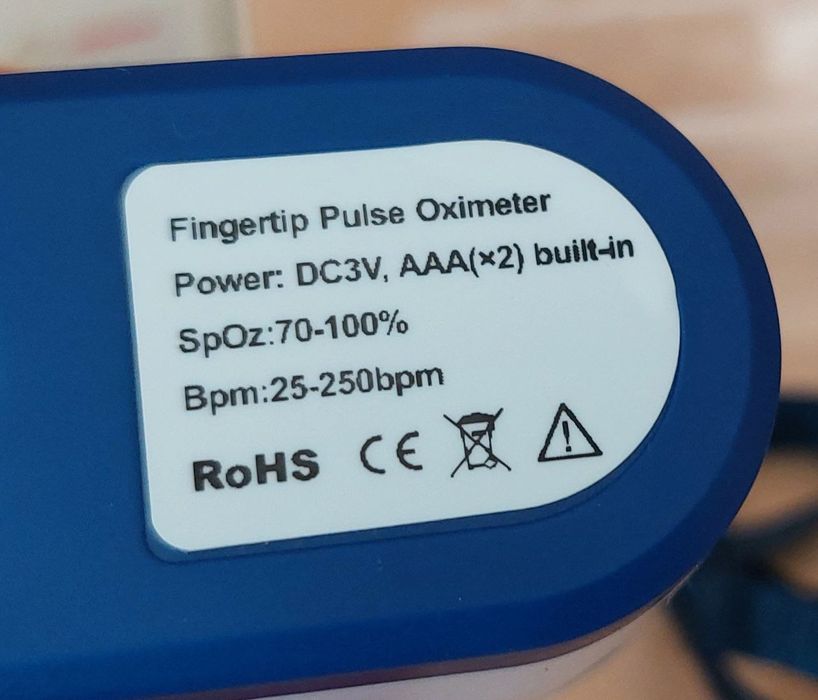 Fingertip Pulse Oximeter
Power: DC3V, AAA(×2) built-in
SpOz:70-100%
Bpm:25-250bpm
RoHS CE